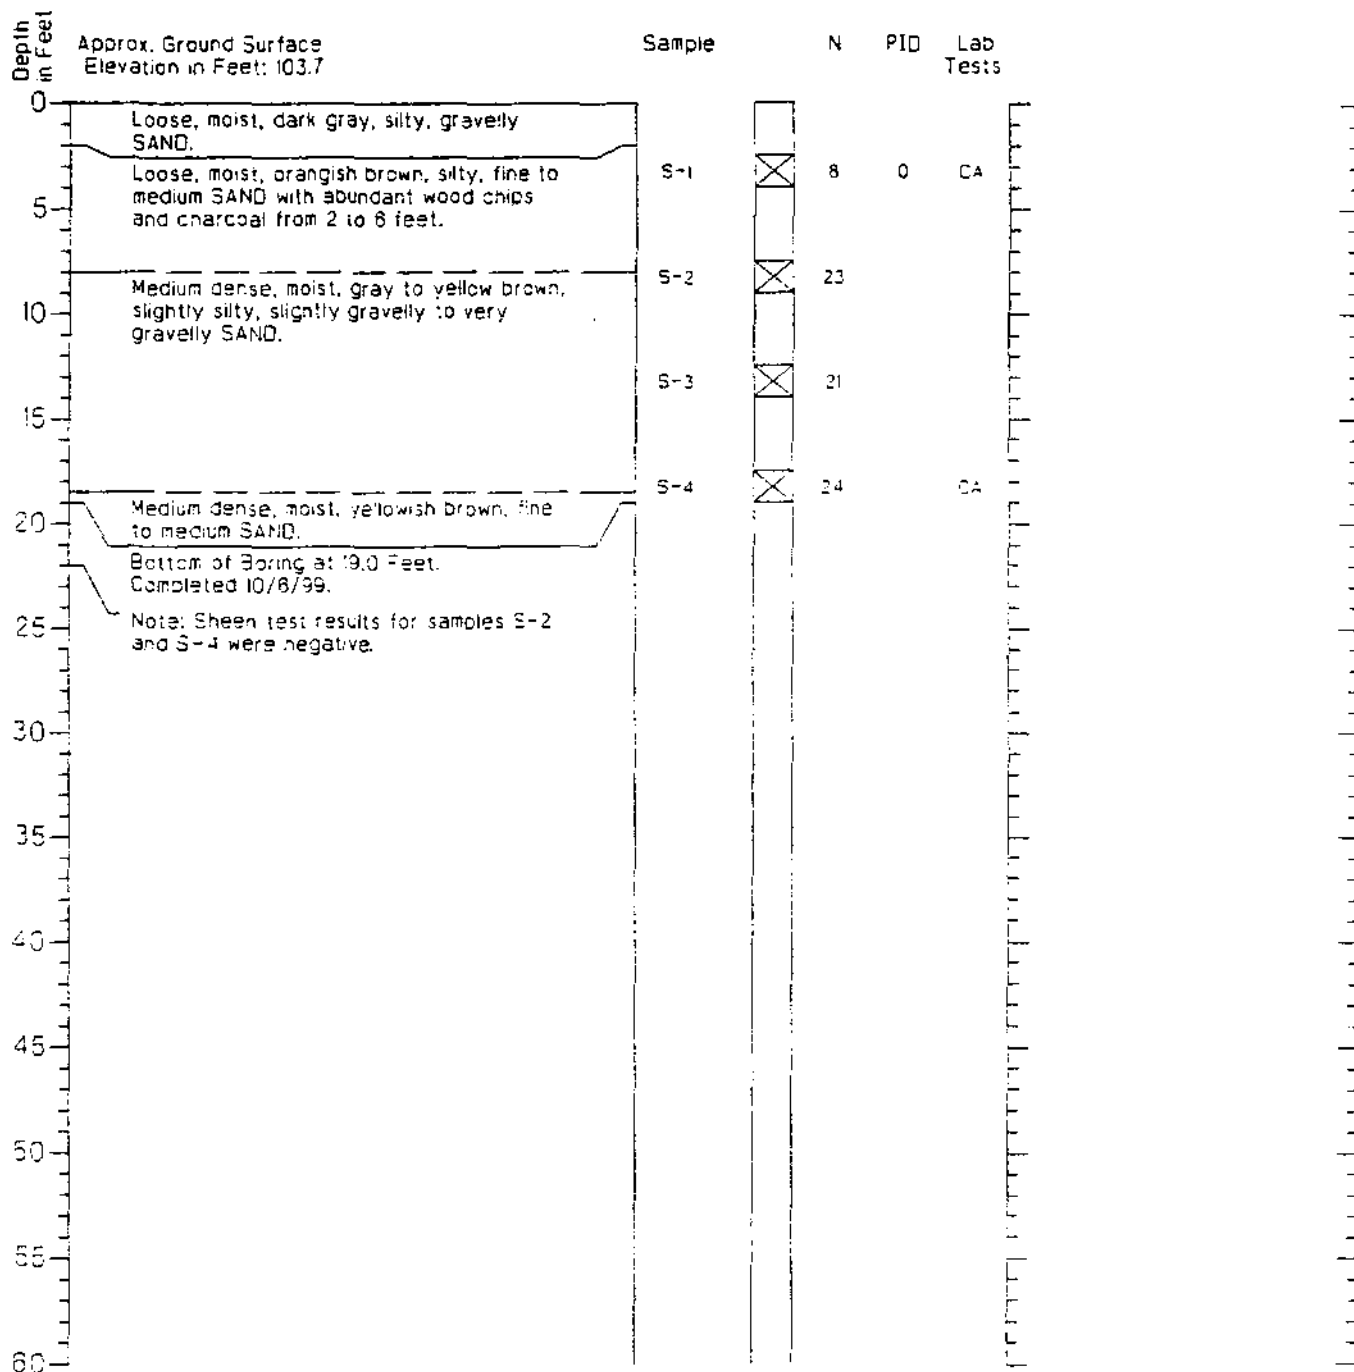 Depth
in Feet
Approx. Ground Surface
Elevation in Feet: 103.7
Sample
N
PID
Lab
Tests
0
Loose, moist, dark gray, silty, gravelly
SAND.
Loose, moist, orangish brown, silty, fine to
medium SAND with abundant wood chips
and charcoal from 2 to 6 feet.
S-1
8
0
CA
5
S-2
23
Medium dense, moist, gray to yellow brown,
slightly silty, slightly gravelly to very
gravelly SAND.
10
S-3
21
15
S-4
24
CA
Medium dense, moist, yellowish brown, fine
to medium SAND.
20
Bottom of Boring at 19.0 Feet.
Completed 10/6/99.
Note: Sheen test results for samples S-2
and S-4 were negative.
25
30
35
40
45
50
55
60